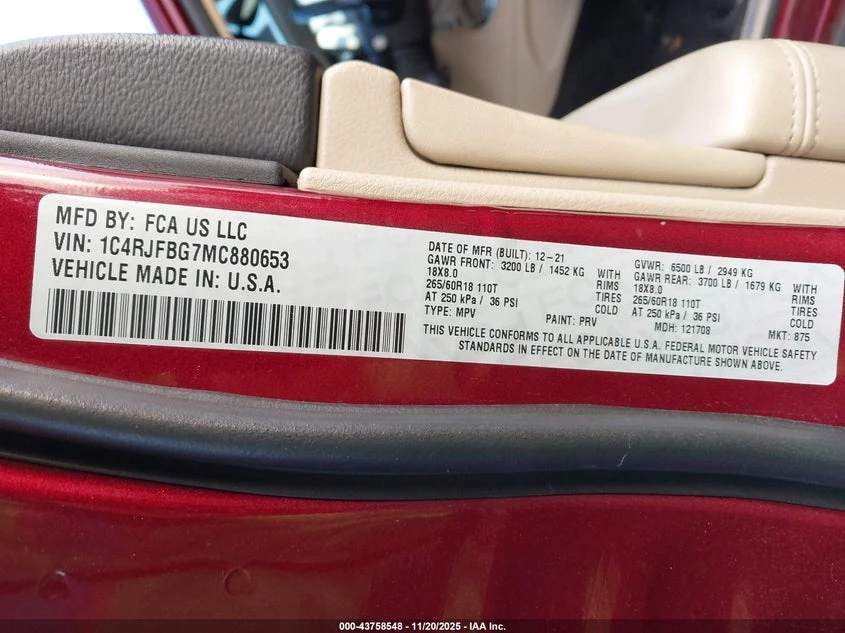 MFD BY: FCA US LLC
VIN: 1C4RJFBG7MC880653
VEHICLE MADE IN: U.S.A.
DATE OF MFR (BUILT): 12-21
GAWR FRONT: 3200 LB / 1452 KG WITH
18X8.0 RIMS
265/60R18 110T TIRES
AT 250 kPa / 36 PSI COLD
TYPE: MPV PAINT: PRV
GVWR: 6500 LB / 2949 KG
GAWR REAR: 3700 LB / 1679 KG WITH
18X8.0 RIMS
265/60R18 110T TIRES
AT 250 kPa / 36 PSI COLD
MDH: 121708 MKT: 875
THIS VEHICLE CONFORMS TO ALL APPLICABLE U.S.A. FEDERAL MOTOR VEHICLE SAFETY
STANDARDS IN EFFECT ON THE DATE OF MANUFACTURE SHOWN ABOVE.
000-43758548 - 11/20/2025 - IAA Inc.